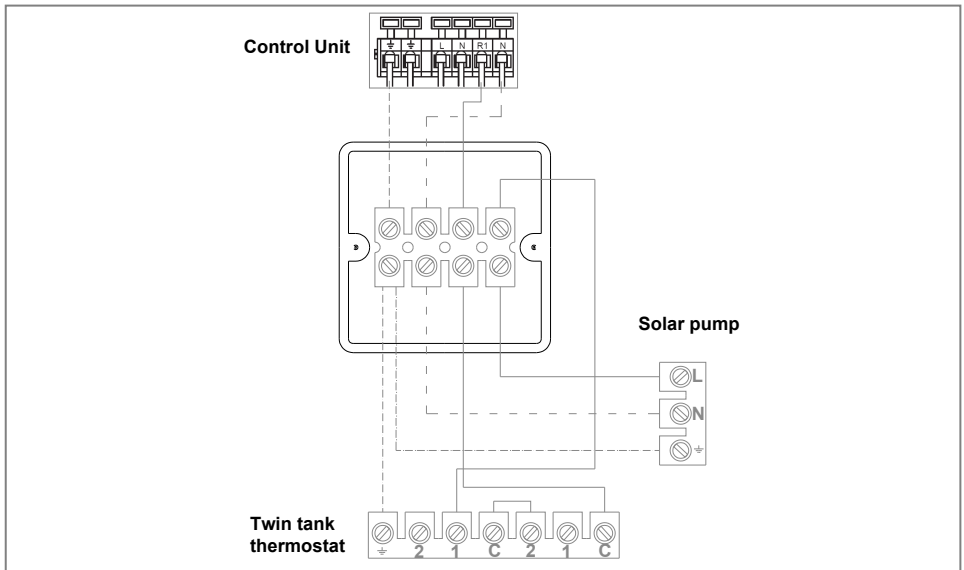 Control Unit
⏚ ⏚ L N R1 N
Solar pump
L
N
⏚
Twin tank
thermostat
⏚ 2 1 C 2 1 C